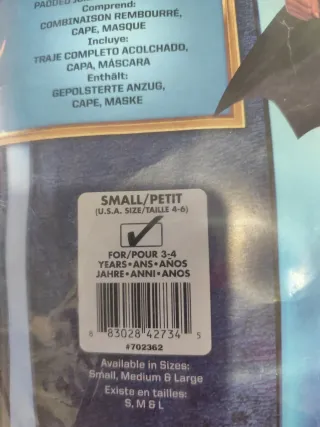 PADDED
Comprend:
COMBINAISON REMBOURRÉ,
CAPE, MASQUE
Incluye:
TRAJE COMPLETO ACOLCHADO,
CAPA, MÁSCARA
Enthält:
GEPOLSTERTE ANZUG,
CAPE, MASKE
SMALL/PETIT
(U.S.A. SIZE/TAILLE 4-6)
FOR/POUR 3-4
YEARS•ANS•AÑOS
JAHRE•ANNI•ANOS
8 83028 42734 5
#702362
Available in Sizes:
Small, Medium & Large
Existe en tailles:
S, M & L